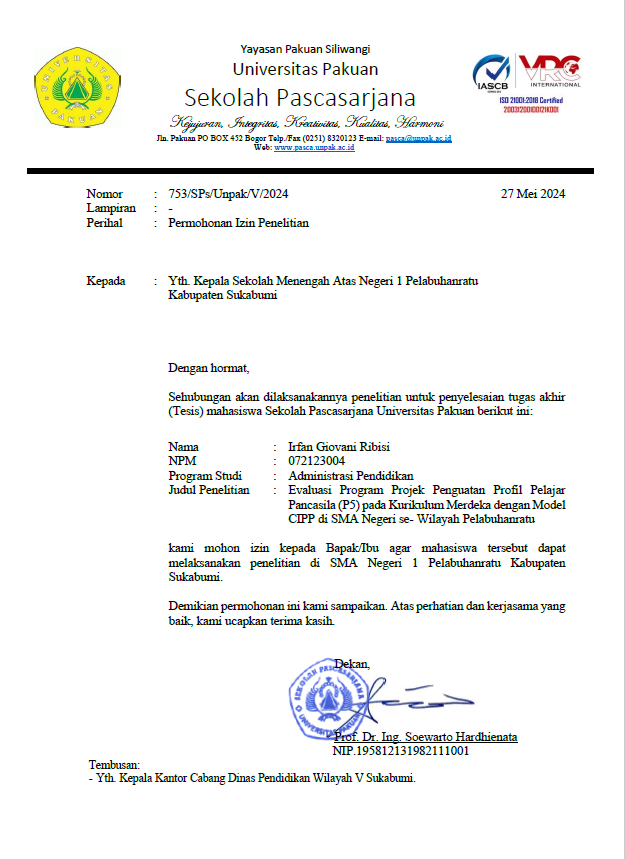 Yayasan Pakuan Siliwangi
Universitas Pakuan
Sekolah Pascasarjana
Kejujuran, Integritas, Kreativitas, Kualitas, Harmoni
Jln. Pakuan PO BOX 452 Bogor Telp./Fax (0251) 8320123 E-mail: pasca@unpak.ac.id
Web: www.pasca.unpak.ac.id
UNIVERSITAS
PAKUAN
IASCB
VRC
INTERNATIONAL
ISO 21001:2018 Certified
Nomor : 753/SPs/Unpak/V/2024 27 Mei 2024
Lampiran : -
Perihal : Permohonan Izin Penelitian
Kepada : Yth. Kepala Sekolah Menengah Atas Negeri 1 Pelabuhanratu
Kabupaten Sukabumi
Dengan hormat,
Sehubungan akan dilaksanakannya penelitian untuk penyelesaian tugas akhir
(Tesis) mahasiswa Sekolah Pascasarjana Universitas Pakuan berikut ini:
Nama : Irfan Giovani Ribisi
NPM : 072123004
Program Studi : Administrasi Pendidikan
Judul Penelitian : Evaluasi Program Projek Penguatan Profil Pelajar
Pancasila (P5) pada Kurikulum Merdeka dengan Model
CIPP di SMA Negeri se- Wilayah Pelabuhanratu
kami mohon izin kepada Bapak/Ibu agar mahasiswa tersebut dapat
melaksanakan penelitian di SMA Negeri 1 Pelabuhanratu Kabupaten
Sukabumi.
Demikian permohonan ini kami sampaikan. Atas perhatian dan kerjasama yang
baik, kami ucapkan terima kasih.
Dekan,
SEKOLAH PASCASARJANA
UNIVERSITAS PAKUAN
Prof. Dr. Ing. Soewarto Hardhienata
NIP.195812131982111001
Tembusan:
- Yth. Kepala Kantor Cabang Dinas Pendidikan Wilayah V Sukabumi.